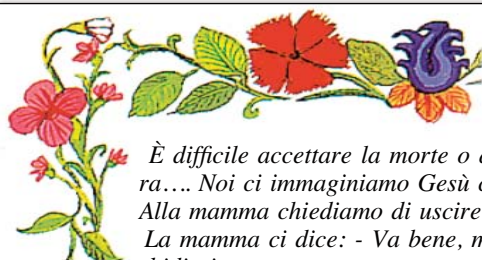 È difficile accettare la morte o
ra…. Noi ci immaginiamo Gesù
Alla mamma chiediamo di uscire
La mamma ci dice: - Va bene,